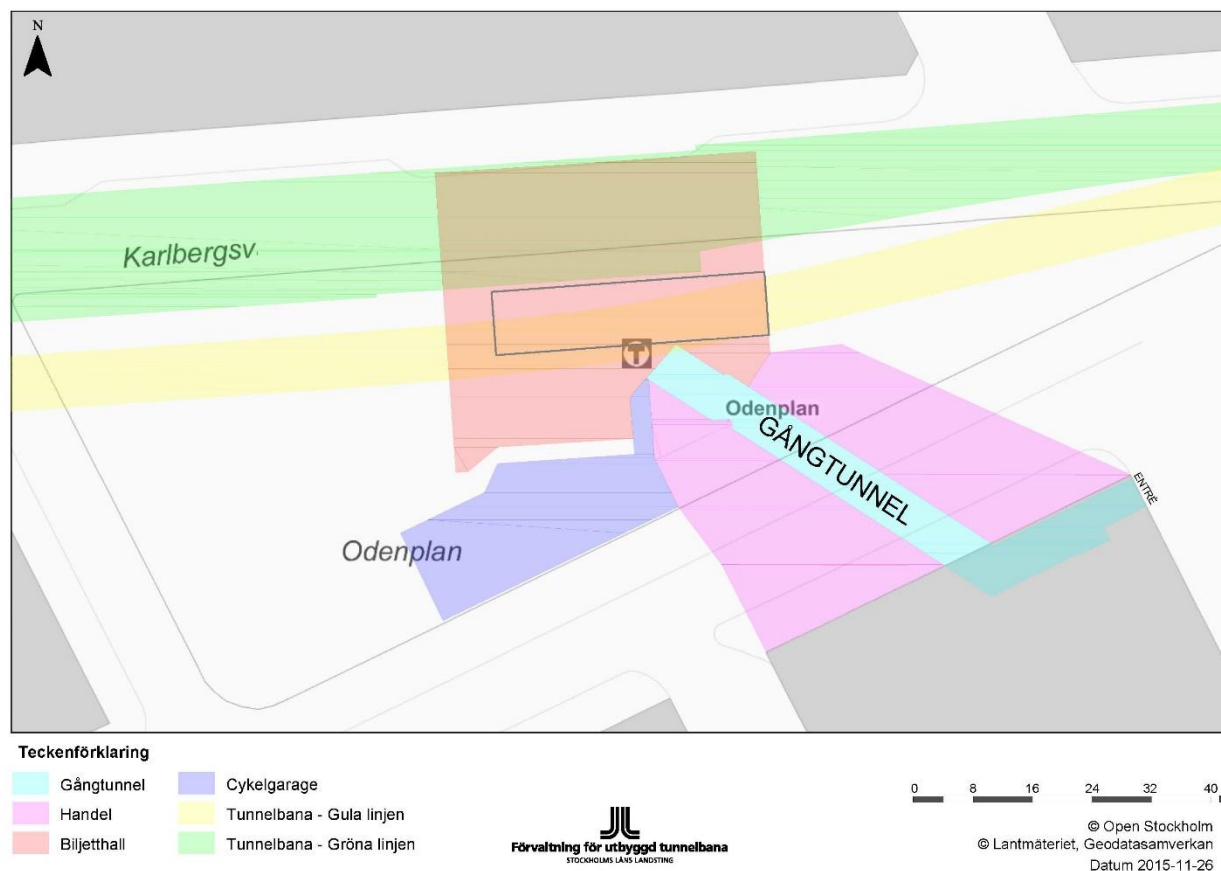 N
Karlbergsv.
T
Odenplan
GÅNGTUNNEL
ENTRÉ
Odenplan
Teckenförklaring
Gångtunnel
Handel
Biljetthall
Cykelgarage
Tunnelbana - Gula linjen
Tunnelbana - Gröna linjen
Förvaltning för utbyggd tunnelbana
STOCKHOLMS LÄNS LANDSTING
0 8 16 24 32 40
© Open Stockholm
© Lantmäteriet, Geodatasamverkan
Datum 2015-11-26